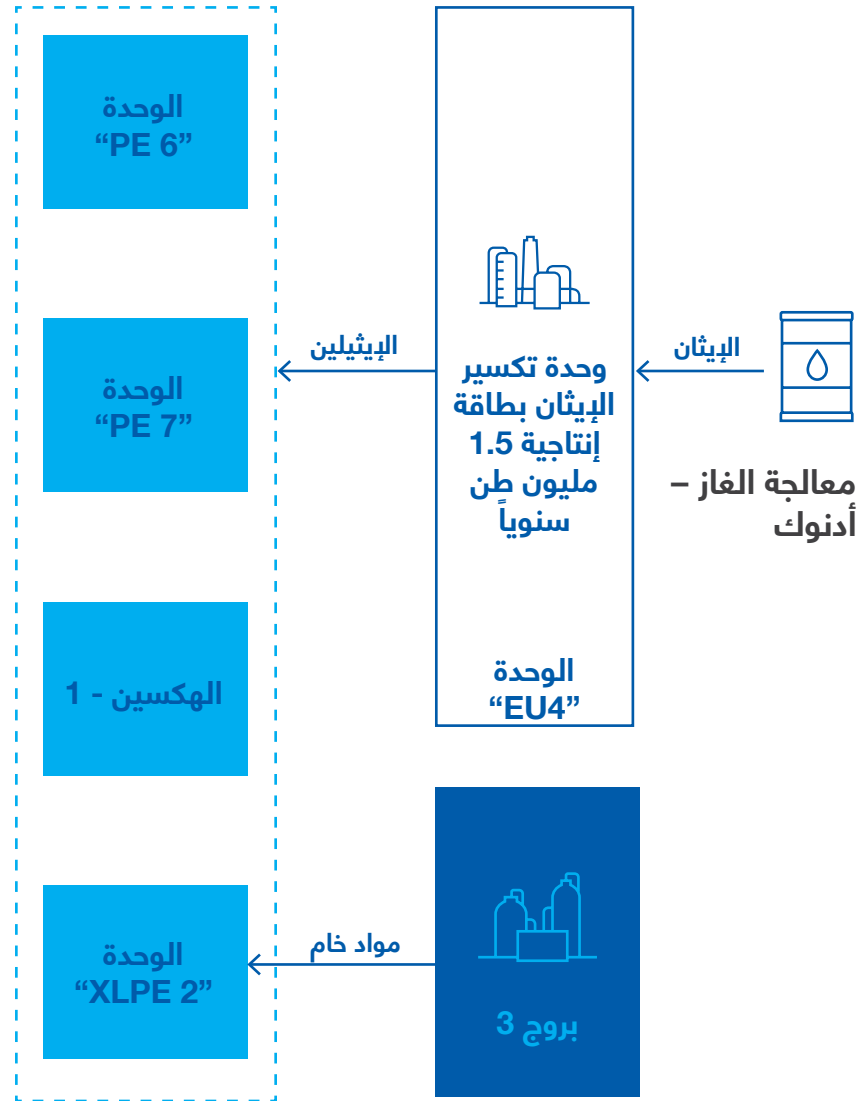 الإيثان
معالجة الغاز –
أدنوك
وحدة تكسير
الإيثان بطاقة
إنتاجية 1.5
مليون طن
سنوياً
الوحدة
“EU4”
الإيثيلين
الوحدة
“PE 6”
الوحدة
“PE 7”
الهكسين - 1
بروج 3
مواد خام
الوحدة
“XLPE 2”